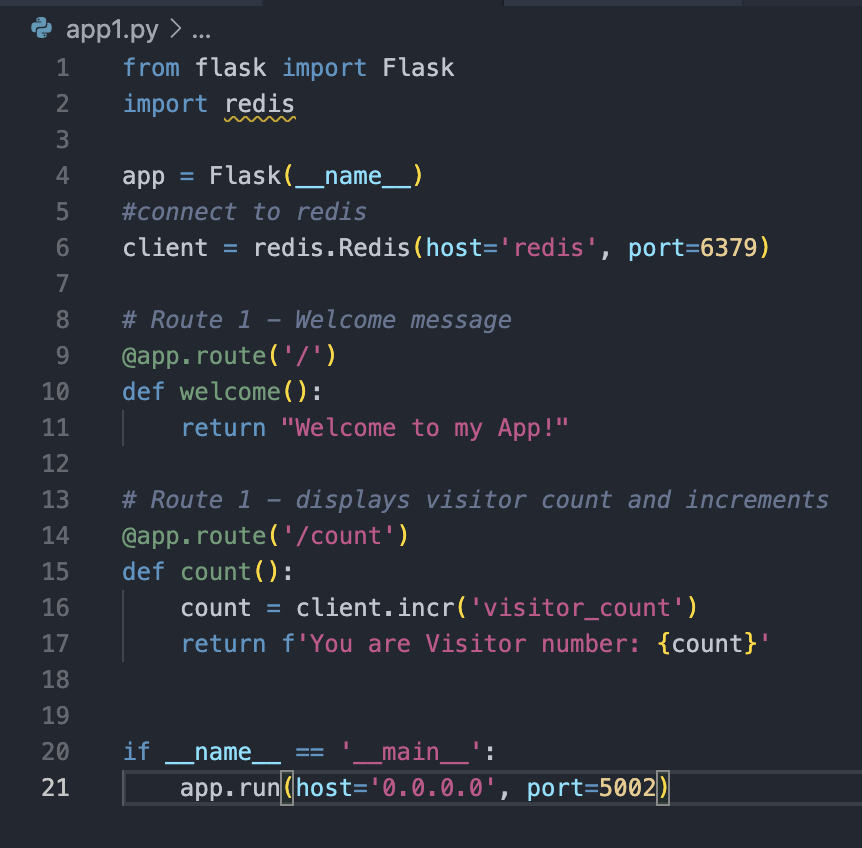 app1.py > ...
1 from flask import Flask
2 import redis
3
4 app = Flask(__name__)
5 #connect to redis
6 client = redis.Redis(host='redis', port=6379)
7
8 # Route 1 – Welcome message
9 @app.route('/')
10 def welcome():
11     return "Welcome to my App!"
12
13 # Route 1 – displays visitor count and increments
14 @app.route('/count')
15 def count():
16     count = client.incr('visitor_count')
17     return f'You are Visitor number: {count}'
18
19
20 if __name__ == '__main__':
21     app.run(host='0.0.0.0', port=5002)